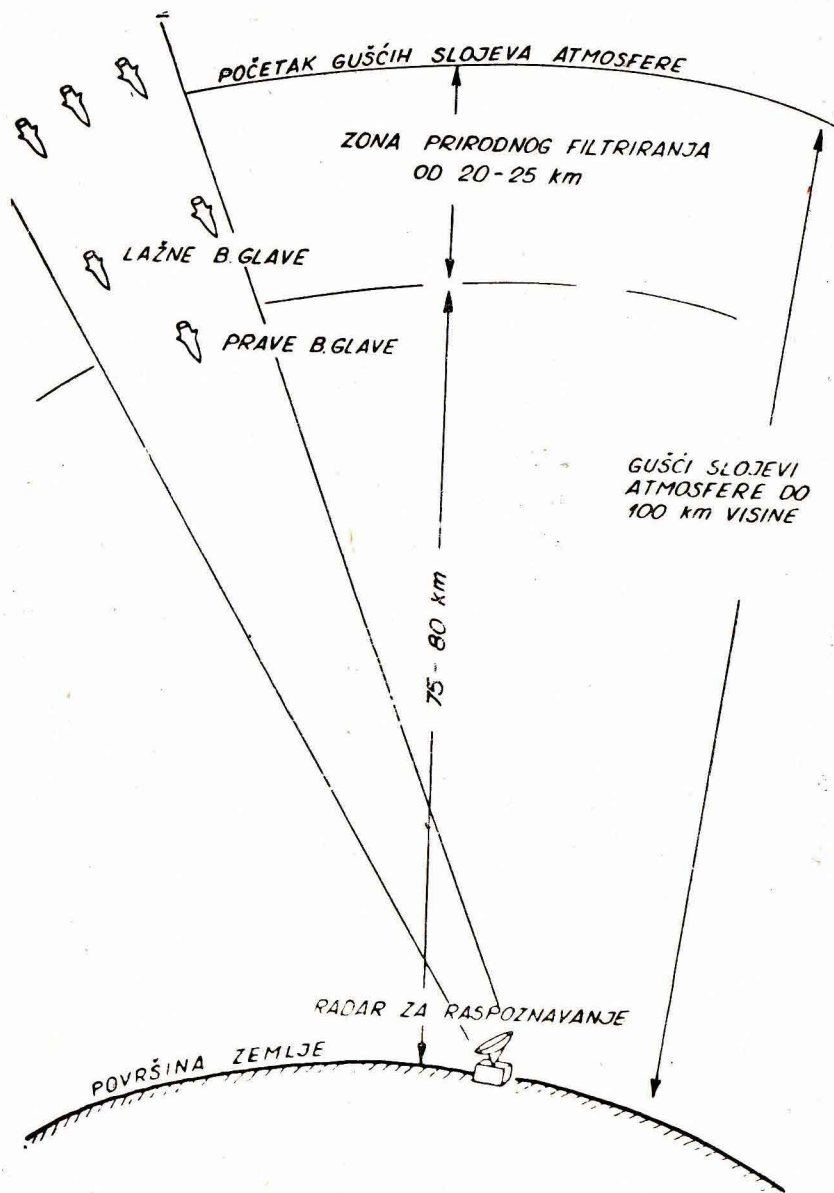 POČETAK GUŠĆIH SLOJEVA ATMOSFERE
ZONA PRIRODNOG FILTRIRANJA
OD 20-25 km
LAŽNE B.GLAVE
PRAVE B.GLAVE
GUŠĆI SLOJEVI
ATMOSFERE DO
100 km VISINE
75-80 km
RADAR ZA RASPOZNAVANJE
POVRŠINA ZEMLJE